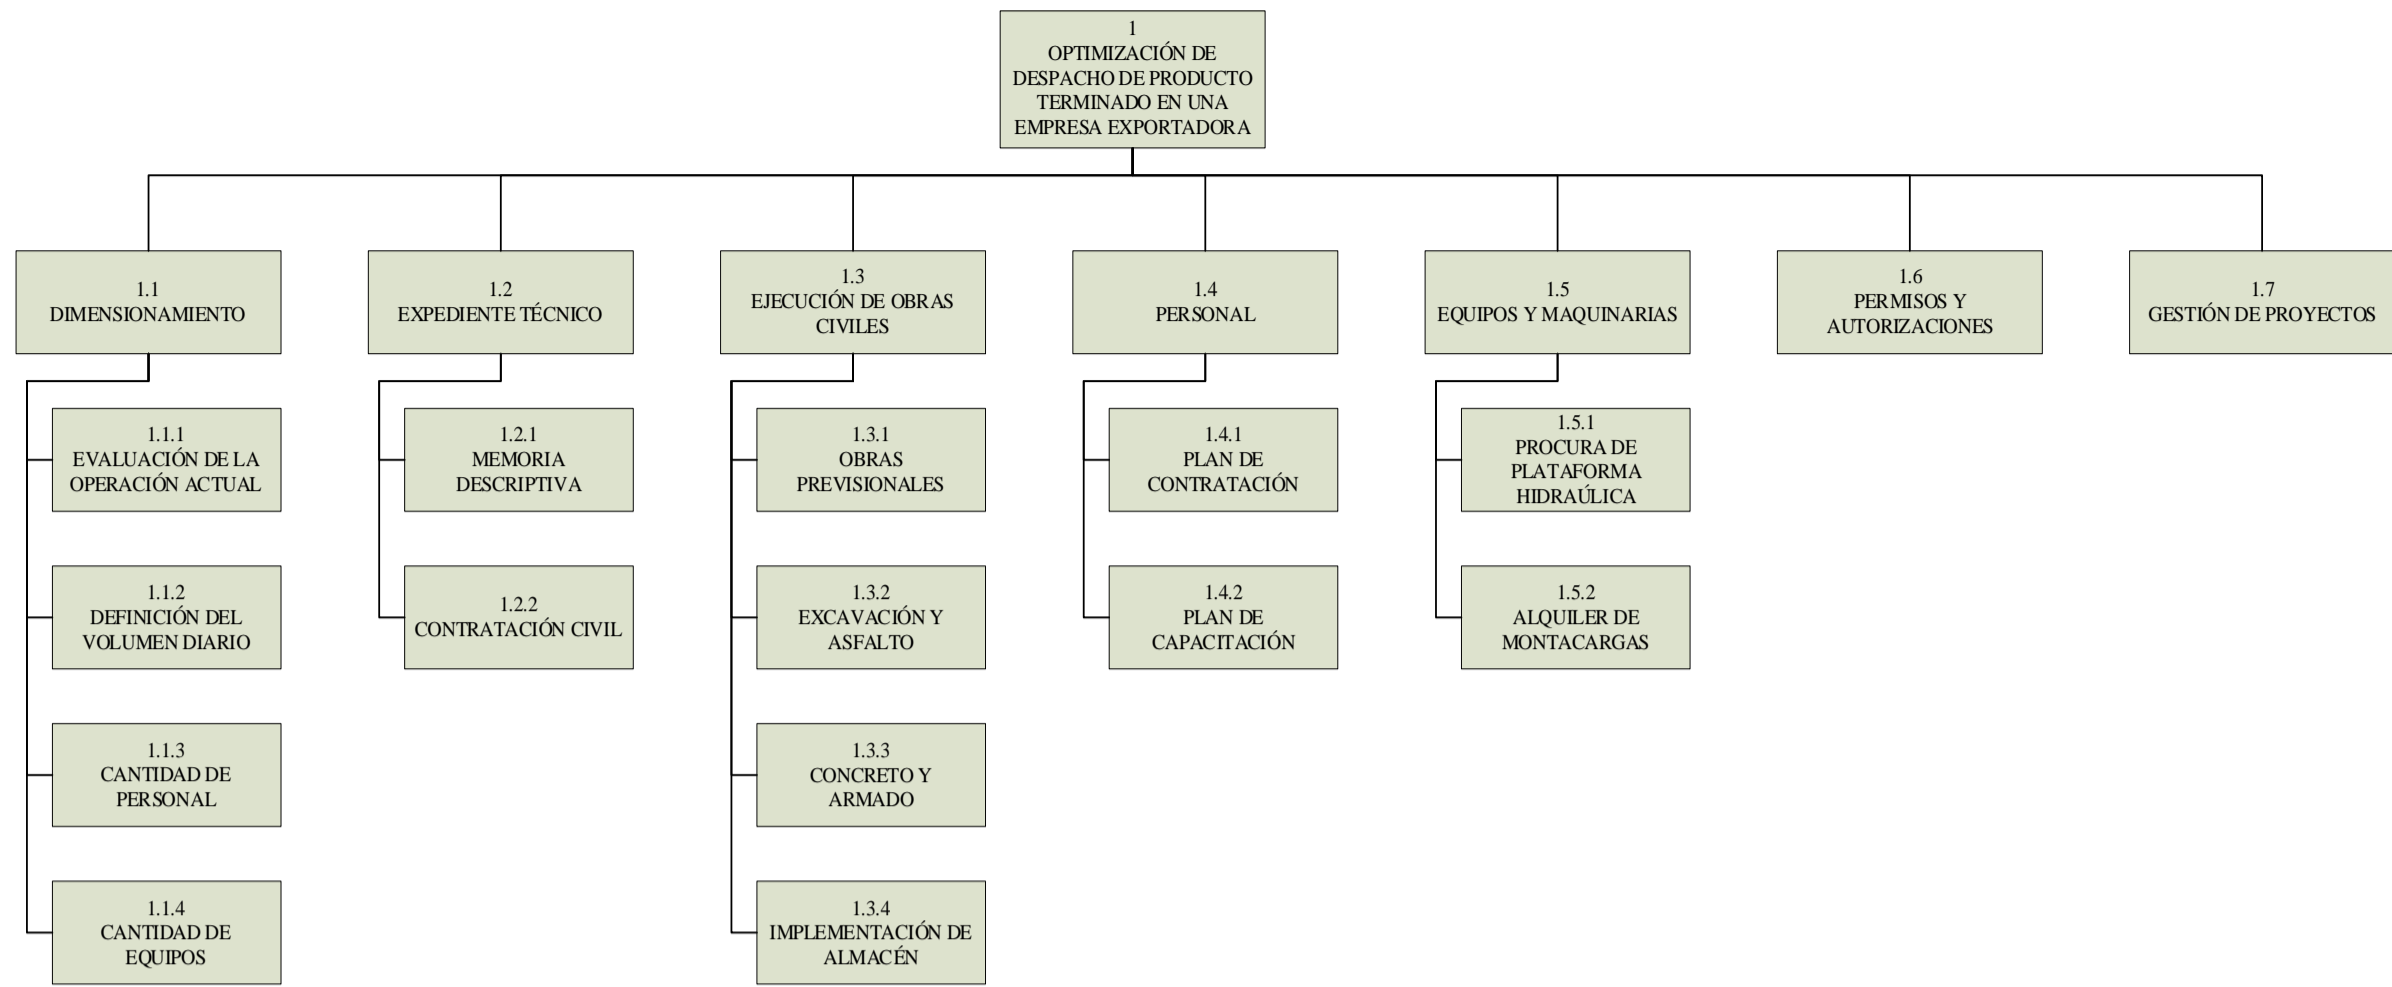 1
OPTIMIZACIÓN DE
DESPACHO DE PRODUCTO
TERMINADO EN UNA
EMPRESA EXPORTADORA
1.1
DIMENSIONAMIENTO
1.2
EXPEDIENTE TÉCNICO
1.3
EJECUCIÓN DE OBRAS
CIVILES
1.4
PERSONAL
1.5
EQUIPOS Y MAQUINARIAS
1.6
PERMISOS Y
AUTORIZACIONES
1.7
GESTIÓN DE PROYECTOS
1.1.1
EVALUACIÓN DE LA
OPERACIÓN ACTUAL
1.1.2
DEFINICIÓN DEL
VOLUMEN DIARIO
1.1.3
CANTIDAD DE
PERSONAL
1.1.4
CANTIDAD DE
EQUIPOS
1.2.1
MEMORIA
DESCRIPTIVA
1.2.2
CONTRATACIÓN CIVIL
1.3.1
OBRAS
PREVISIONALES
1.3.2
EXCAVACIÓN Y
ASFALTO
1.3.3
CONCRETO Y
ARMADO
1.3.4
IMPLEMENTACIÓN DE
ALMACÉN
1.4.1
PLAN DE
CONTRATACIÓN
1.4.2
PLAN DE
CAPACITACIÓN
1.5.1
PROCURA DE
PLATAFORMA
HIDRAÚLICA
1.5.2
ALQUILER DE
MONTACARGAS